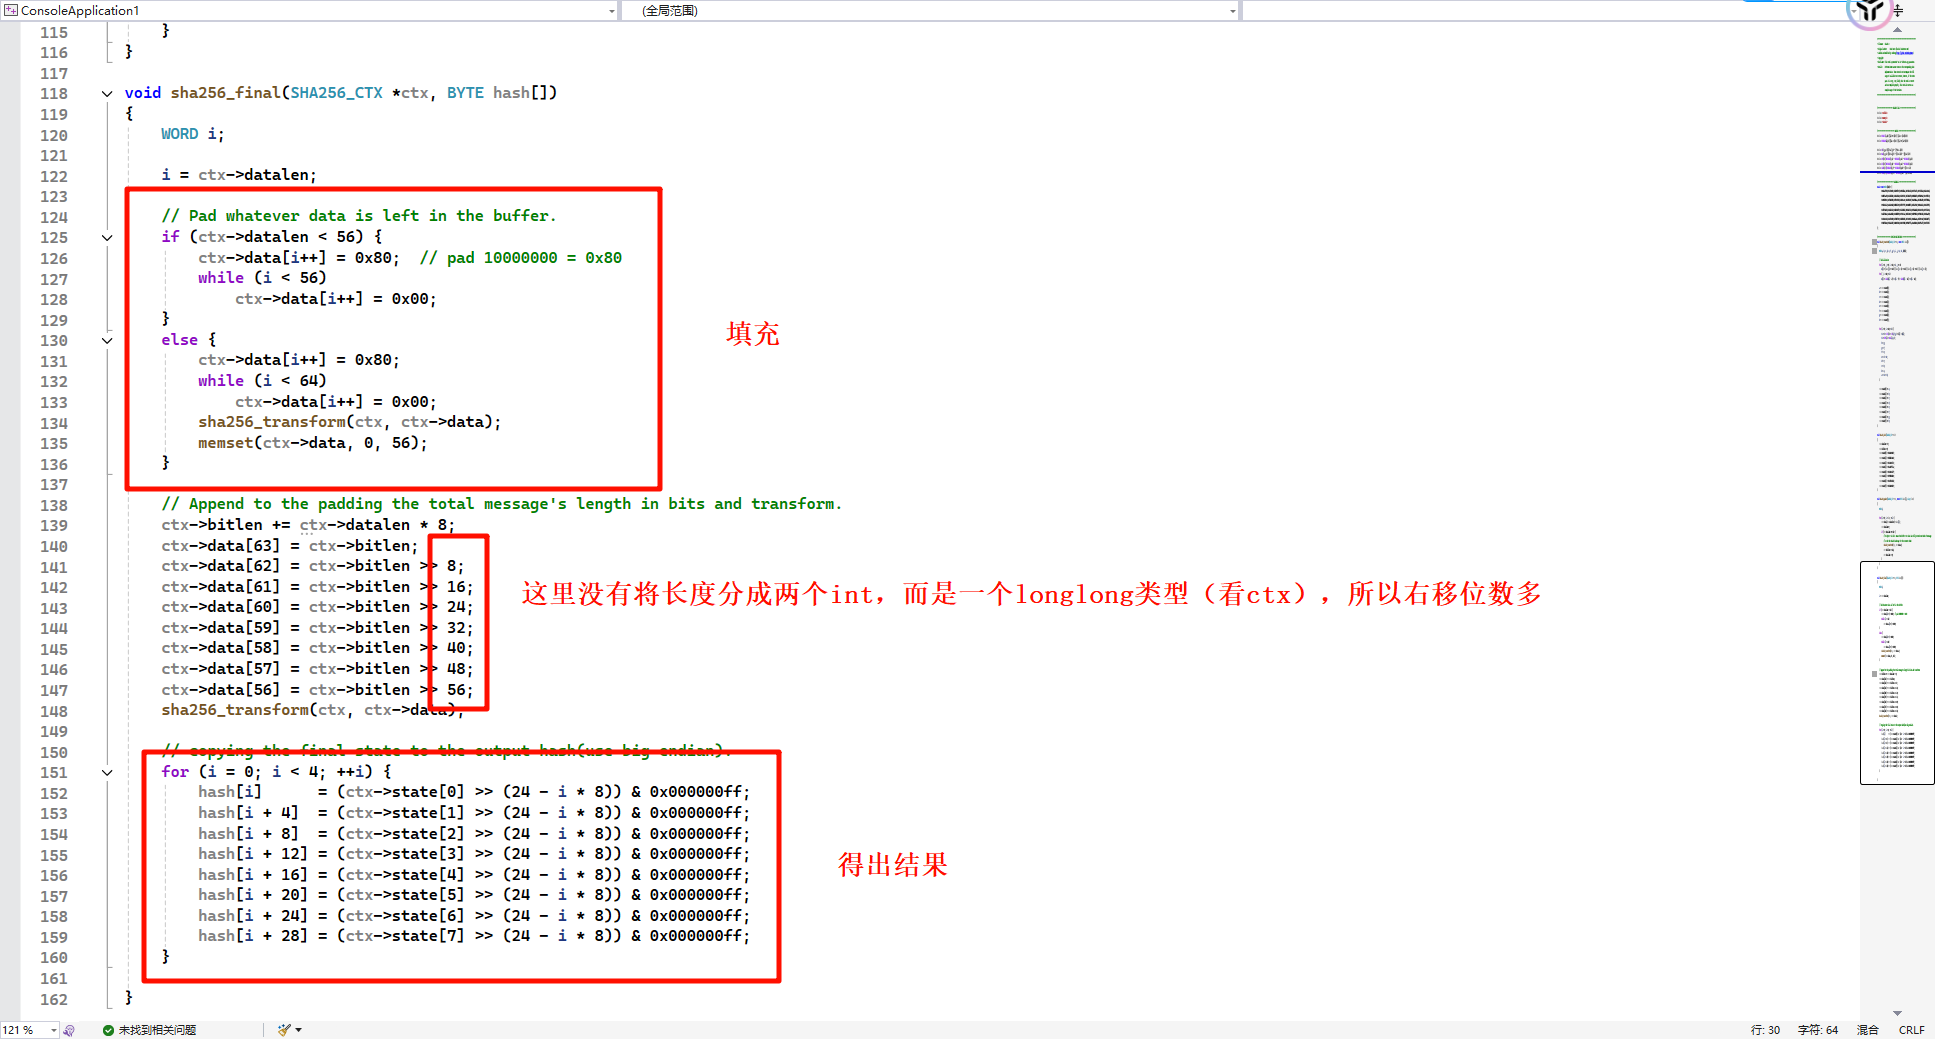 ConsoleApplication1
(全局范围)
115 }
116 }
117
118 void sha256_final(SHA256_CTX *ctx, BYTE hash[])
119 {
120 WORD i;
121
122 i = ctx->datalen;
123
124 // Pad whatever data is left in the buffer.
125 if (ctx->datalen < 56) {
126 ctx->data[i++] = 0x80;  // pad 10000000 = 0x80
127 while (i < 56)
128 ctx->data[i++] = 0x00;
129 }
130 else {
131 ctx->data[i++] = 0x80;
132 while (i < 64)
133 ctx->data[i++] = 0x00;
134 sha256_transform(ctx, ctx->data);
135 memset(ctx->data, 0, 56);
136 }
填充
137
138 // Append to the padding the total message's length in bits and transform.
139 ctx->bitlen += ctx->datalen * 8;
140 ctx->data[63] = ctx->bitlen;
141 ctx->data[62] = ctx->bitlen >> 8;
142 ctx->data[61] = ctx->bitlen >> 16;
143 ctx->data[60] = ctx->bitlen >> 24;
144 ctx->data[59] = ctx->bitlen >> 32;
145 ctx->data[58] = ctx->bitlen >> 40;
146 ctx->data[57] = ctx->bitlen >> 48;
147 ctx->data[56] = ctx->bitlen >> 56;
148 sha256_transform(ctx, ctx->data);
这里没有将长度分成两个int，而是一个longlong类型（看ctx），所以右移位数多
149
150 // copying the final state to the output hash(use big endian).
151 for (i = 0; i < 4; ++i) {
152 hash[i]      = (ctx->state[0] >> (24 - i * 8)) & 0x000000ff;
153 hash[i + 4]  = (ctx->state[1] >> (24 - i * 8)) & 0x000000ff;
154 hash[i + 8]  = (ctx->state[2] >> (24 - i * 8)) & 0x000000ff;
155 hash[i + 12] = (ctx->state[3] >> (24 - i * 8)) & 0x000000ff;
156 hash[i + 16] = (ctx->state[4] >> (24 - i * 8)) & 0x000000ff;
157 hash[i + 20] = (ctx->state[5] >> (24 - i * 8)) & 0x000000ff;
158 hash[i + 24] = (ctx->state[6] >> (24 - i * 8)) & 0x000000ff;
159 hash[i + 28] = (ctx->state[7] >> (24 - i * 8)) & 0x000000ff;
160 }
得出结果
161
162 }
121 %
未找到相关问题
行: 30
字符: 64
混合
CRLF